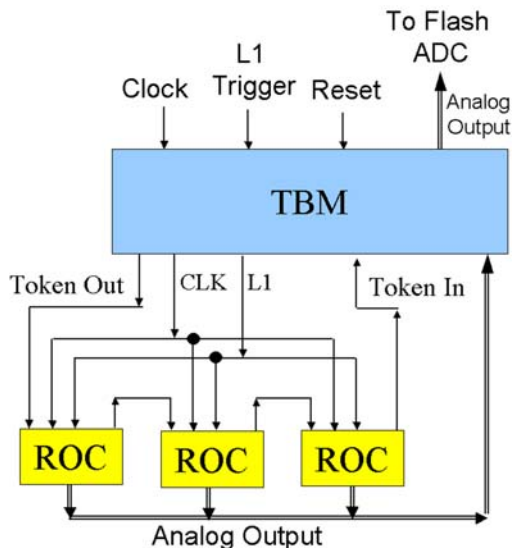 To Flash
ADC
L1
Trigger
Clock
Reset
Analog
Output
TBM
Token Out
CLK
L1
Token In
ROC
ROC
ROC
Analog Output